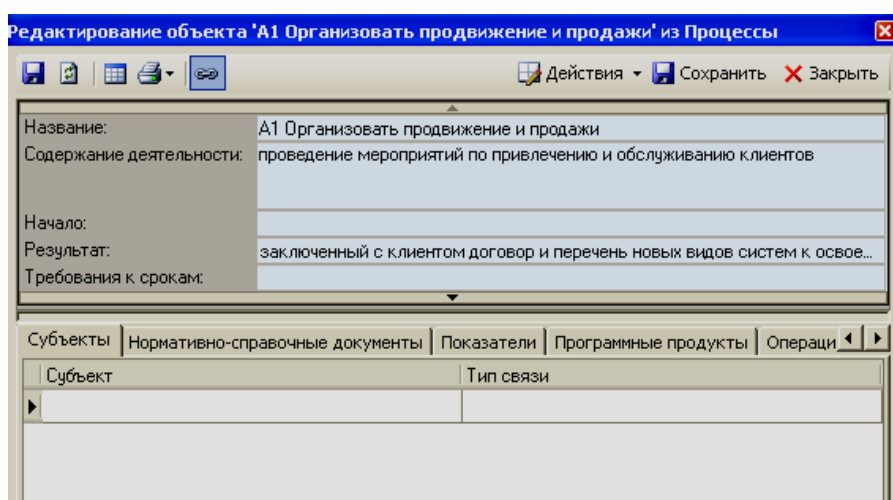 Редактирование объекта 'А1 Организовать продвижение и продажи' из Процессы
Действия Сохранить Закрыть
Название: А1 Организовать продвижение и продажи
Содержание деятельности: проведение мероприятий по привлечению и обслуживанию клиентов
Начало:
Результат: заключенный с клиентом договор и перечень новых видов систем к освое...
Требования к срокам:
Субъекты Нормативно-справочные документы Показатели Программные продукты Операци
Субъект Тип связи